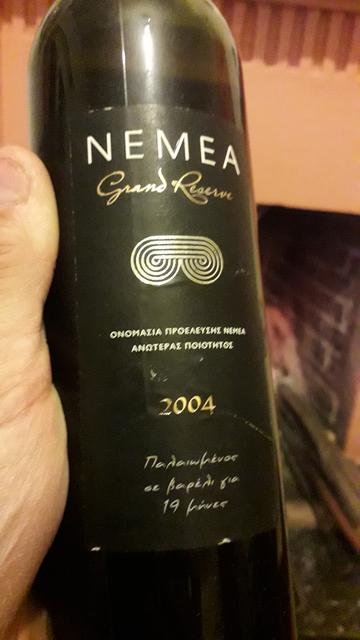 NEMEA
Grand Reserve
ΟΝΟΜΑΣΙΑ ΠΡΟΕΛΕΥΣΗΣ ΝΕΜΕΑ
ΑΝΩΤΕΡΑΣ ΠΟΙΟΤΗΤΟΣ
2004
Παλαιωμένος
σε βαρέλι για
19 μήνες